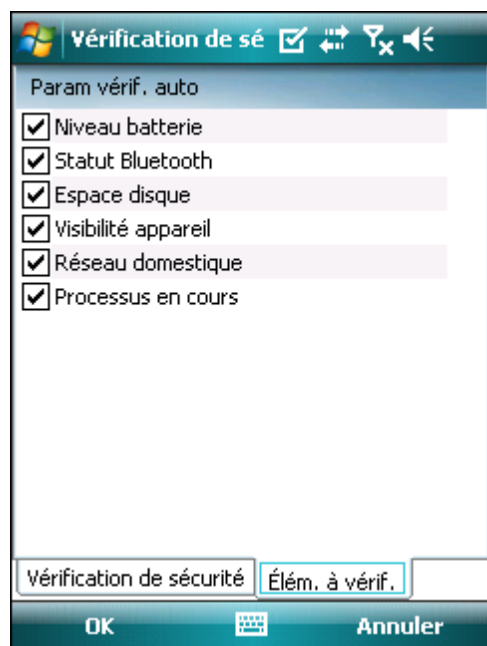 Vérification de sé
Param vérif. auto
Niveau batterie
Statut Bluetooth
Espace disque
Visibilité appareil
Réseau domestique
Processus en cours
Vérification de sécurité Élém. à vérif.
OK Annuler